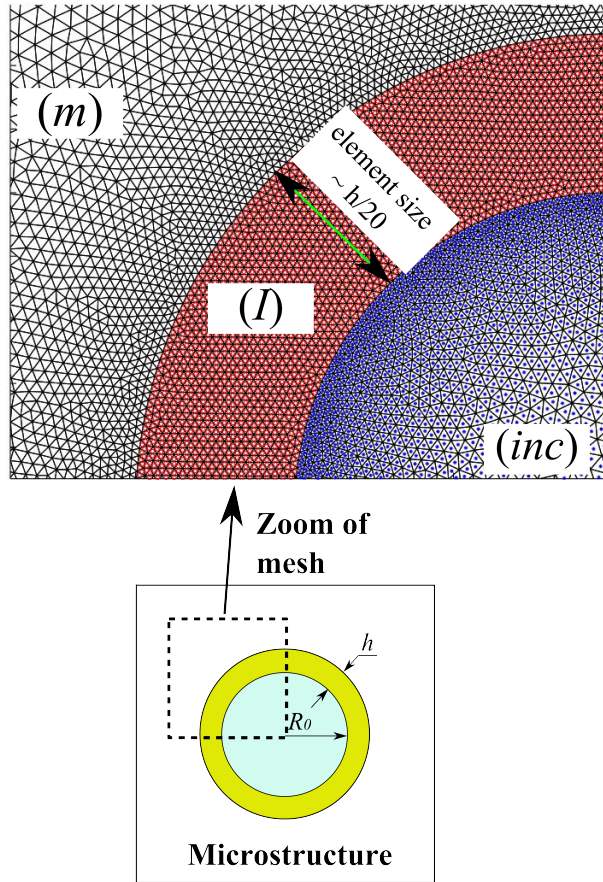 (m)
element size
~ h/20
(I)
(inc)
Zoom of
mesh
h
R0
Microstructure